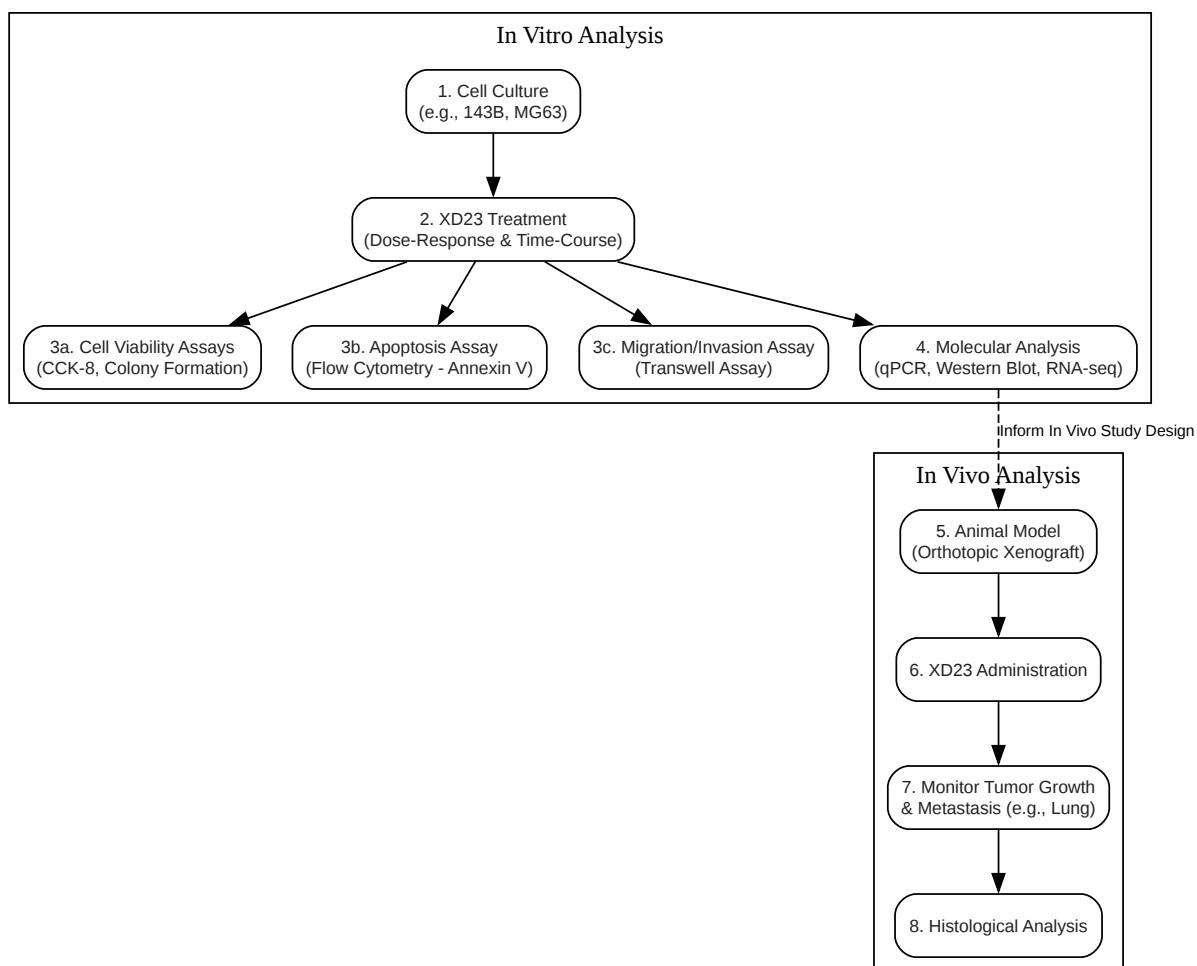 In Vitro Analysis
1. Cell Culture
(e.g., 143B, MG63)
2. XD23 Treatment
(Dose-Response & Time-Course)
3a. Cell Viability Assays
(CCK-8, Colony Formation)
3b. Apoptosis Assay
(Flow Cytometry - Annexin V)
3c. Migration/Invasion Assay
(Transwell Assay)
4. Molecular Analysis
(qPCR, Western Blot, RNA-seq)
Inform In Vivo Study Design
In Vivo Analysis
5. Animal Model
(Orthotopic Xenograft)
6. XD23 Administration
7. Monitor Tumor Growth
& Metastasis (e.g., Lung)
8. Histological Analysis